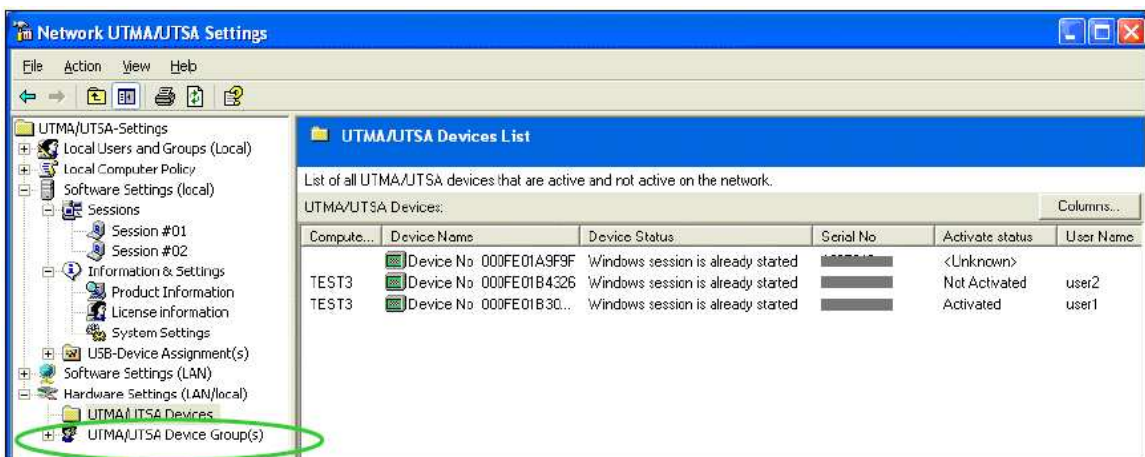 Network UTMA/UTSA Settings
File Action View Help
UTMA/UTSA-Settings
Local Users and Groups (Local)
Local Computer Policy
Software Settings (local)
Sessions
Session #01
Session #02
Information & Settings
Product Information
License information
System Settings
USB-Device Assignment(s)
Software Settings (LAN)
Hardware Settings (LAN/local)
UTMA/UTSA Devices
UTMA/UTSA Device Group(s)
UTMA/UTSA Devices List
List of all UTMA/UTSA devices that are active and not active on the network.
UTMA/UTSA Devices: Columns...
Compute... Device Name Device Status Serial No Activate status User Name
Device No 000FE01A9F9F Windows session is already started <Unknown>
TEST3 Device No 000FE01B4326 Windows session is already started Not Activated user2
TEST3 Device No 000FE01B30... Windows session is already started Activated user1